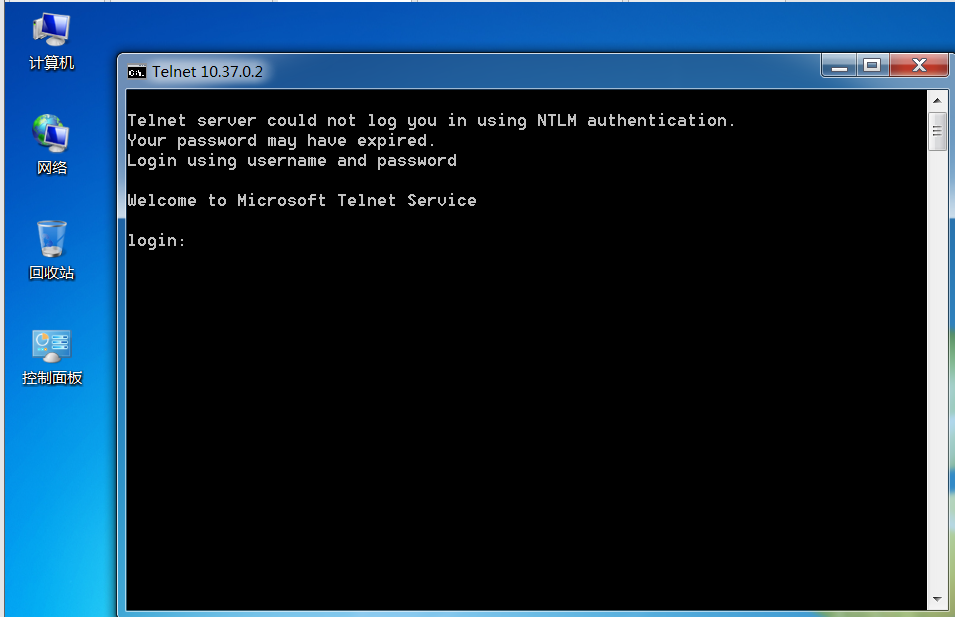 计算机
网络
回收站
控制面板
Telnet 10.37.0.2
Telnet server could not log you in using NTLM authentication.
Your password may have expired.
Login using username and password
Welcome to Microsoft Telnet Service
login: